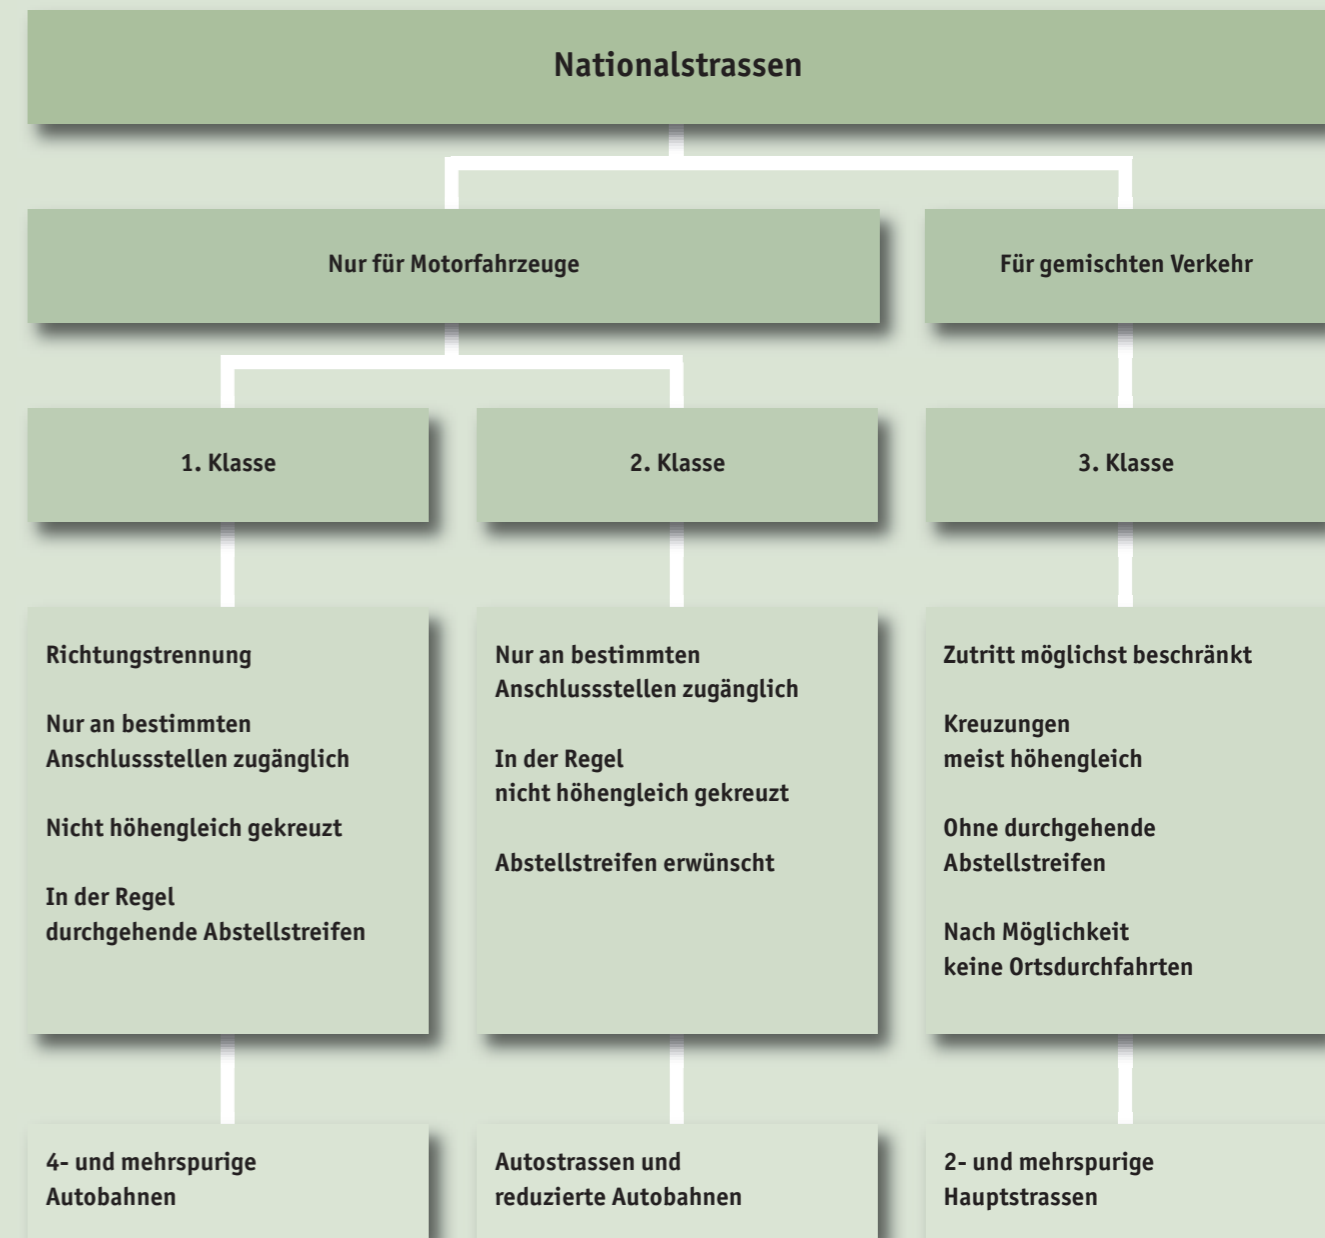 Nationalstrassen
Nur für Motorfahrzeuge
Für gemischten Verkehr
1. Klasse
2. Klasse
3. Klasse
Richtungstrennung
Nur an bestimmten
Anschlussstellen zugänglich
Nicht höhengleich gekreuzt
In der Regel
durchgehende Abstellstreifen
Nur an bestimmten
Anschlussstellen zugänglich
In der Regel
nicht höhengleich gekreuzt
Abstellstreifen erwünscht
Zutritt möglichst beschränkt
Kreuzungen
meist höhengleich
Ohne durchgehende
Abstellstreifen
Nach Möglichkeit
keine Ortsdurchfahrten
4- und mehrspurige
Autobahnen
Autostrassen und
reduzierte Autobahnen
2- und mehrspurige
Hauptstrassen